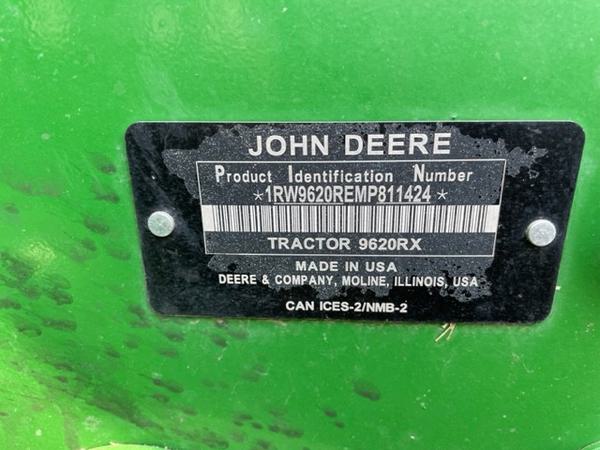 JOHN DEERE
Product Identification Number
*1RW9620REMP811424*
TRACTOR 9620RX
MADE IN USA
DEERE & COMPANY, MOLINE, ILLINOIS, USA
CAN ICES-2/NMB-2